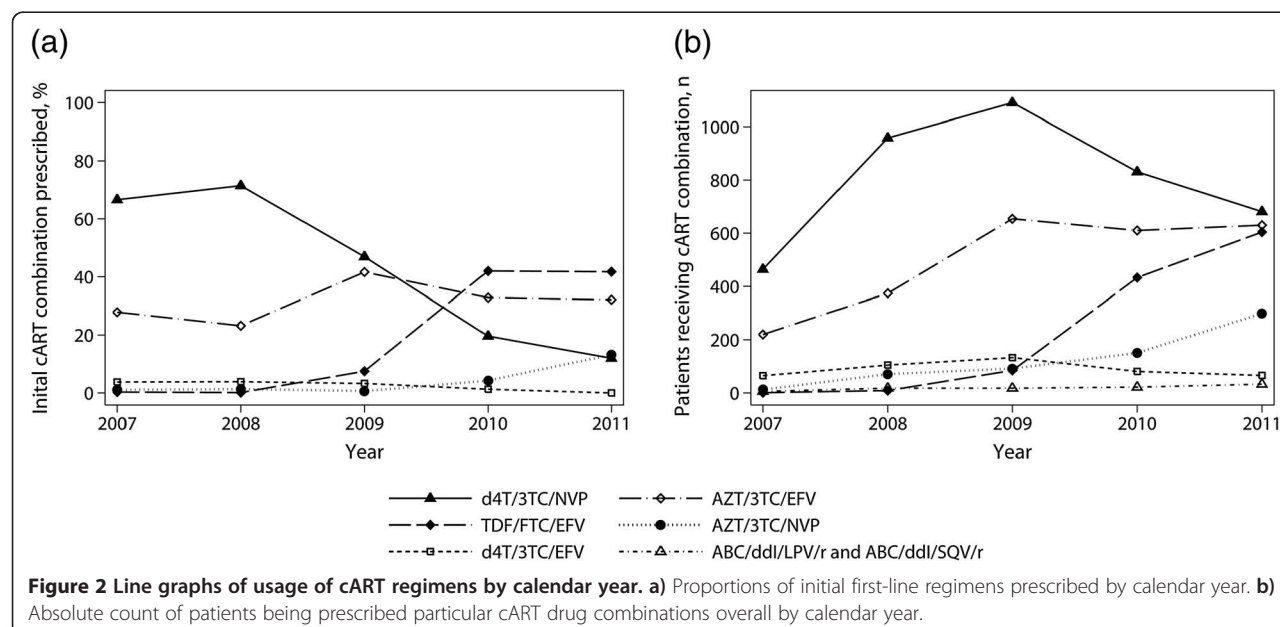 (a)
Inital cART combination prescribed, %
100
80
60
40
20
0
2007 2008 2009 2010 2011
Year
(b)
Patients receiving cART combination, n
1000
800
600
400
200
0
2007 2008 2009 2010 2011
Year
d4T/3TC/NVP AZT/3TC/EFV
TDF/FTC/EFV AZT/3TC/NVP
d4T/3TC/EFV ABC/ddI/LPV/r and ABC/ddI/SQV/r
Figure 2 Line graphs of usage of cART regimens by calendar year. a) Proportions of initial first-line regimens prescribed by calendar year. b)
Absolute count of patients being prescribed particular cART drug combinations overall by calendar year.